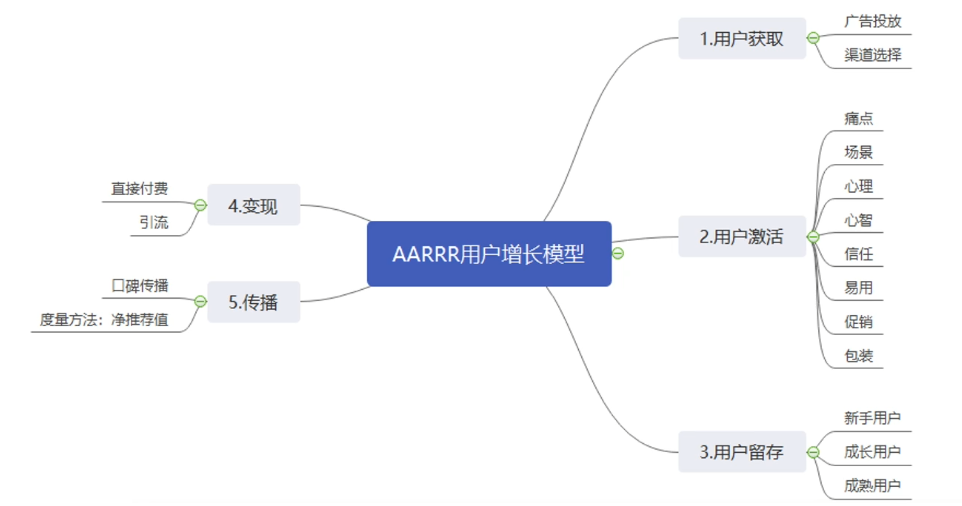 AARRR用户增长模型
1.用户获取
广告投放
渠道选择
2.用户激活
痛点
场景
心理
心智
信任
易用
促销
包装
3.用户留存
新手用户
成长用户
成熟用户
4.变现
直接付费
引流
5.传播
口碑传播
度量方法：净推荐值